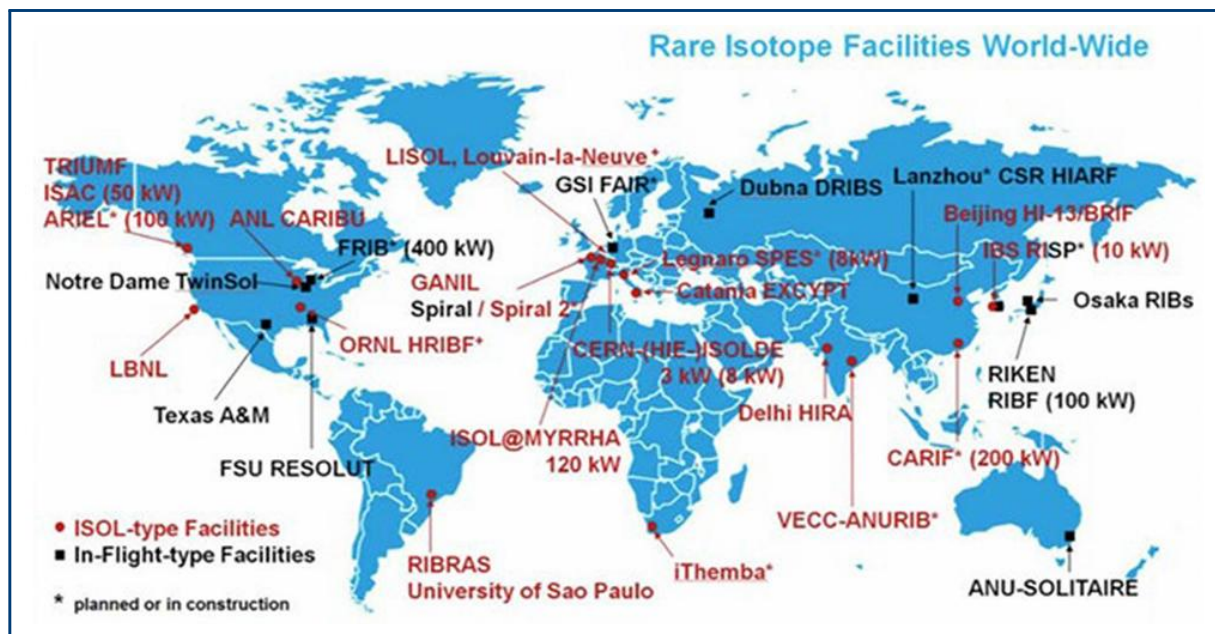 Rare Isotope Facilities World-Wide
TRIUMF
ISAC (50 kW)
ARIEL* (100 kW)
ANL CARIBU
FRIB* (400 kW)
Notre Dame TwinSol
LBNL
Texas A&M
ORNL HRIBF*
FSU RESOLUT
LISOL, Louvain-la-Neuve*
GSI FAIR*
Dubna DRIBS
Lanzhou* CSR HIARF
Beijing HI-13/BRIF
IBS RISP* (10 kW)
GANIL
Spiral / Spiral 2*
Legnaro SPES* (8kW)
Catania EXCYPT
Osaka RIBs
CERN-(HIE-)ISOLDE
3 kW (8 kW)
RIKEN
RIBF (100 kW)
Delhi HIRA
ISOL@MYRRHA
120 kW
CARIF* (200 kW)
VECC-ANURIB*
ISOL-type Facilities
In-Flight-type Facilities
* planned or in construction
RIBRAS
University of Sao Paulo
iThemba*
ANU-SOLITAIRE